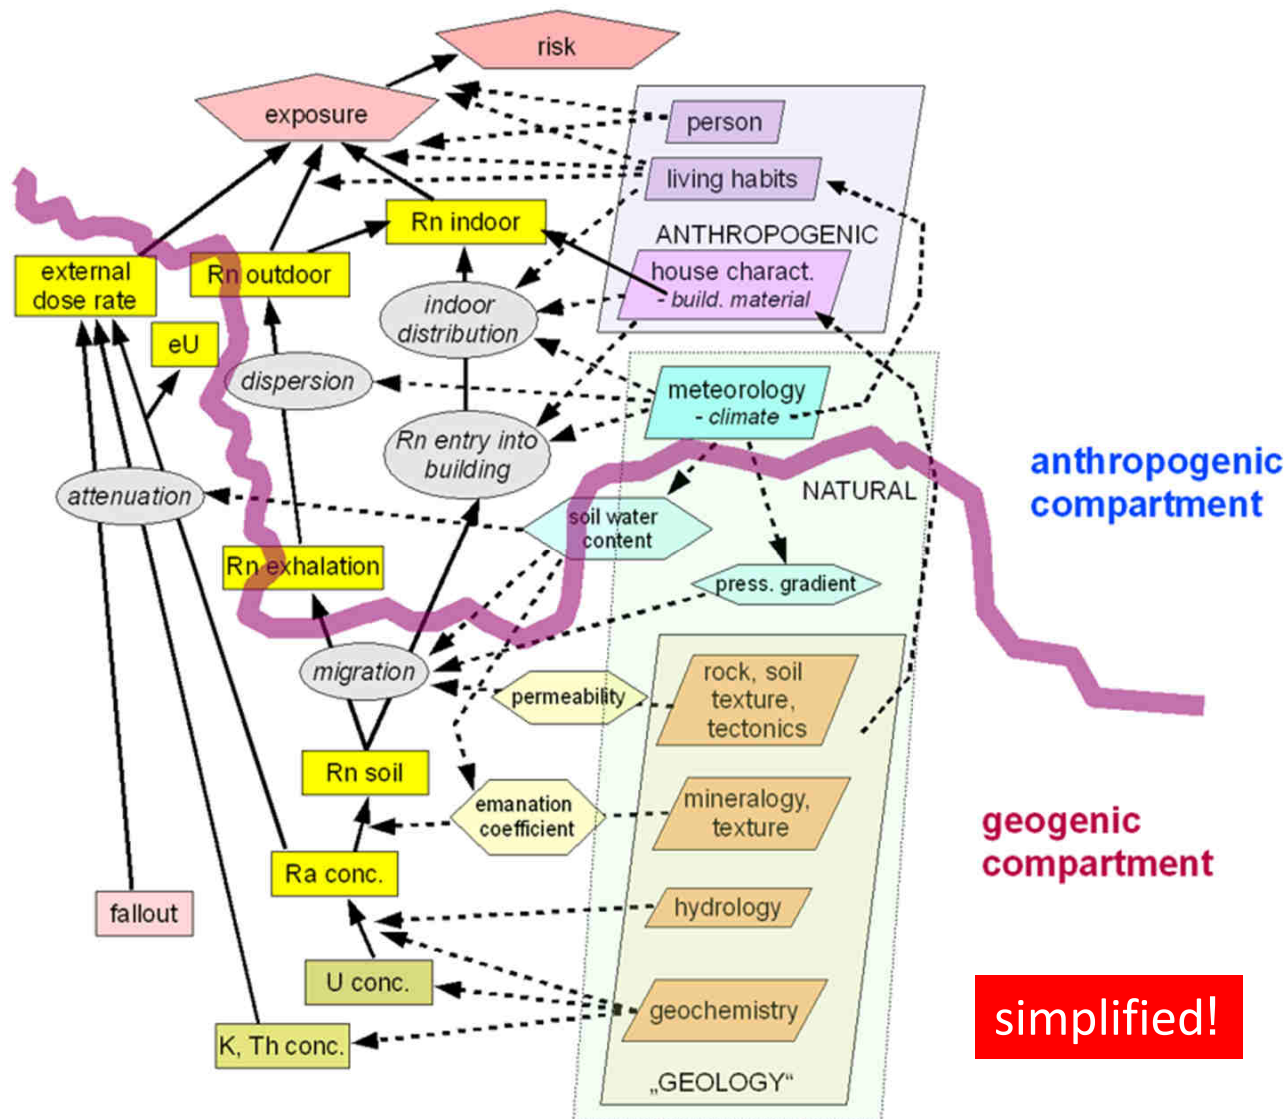 risk
exposure
person
living habits
ANTHROPOGENIC
house charact.
- build. material
Rn indoor
external
dose rate
Rn outdoor
eU
indoor
distribution
dispersion
meteorology
- climate
Rn entry into
building
attenuation
NATURAL
anthropogenic
compartment
soil water
content
Rn exhalation
press. gradient
migration
permeability
rock, soil
texture,
tectonics
Rn soil
emanation
coefficient
mineralogy,
texture
geogenic
compartment
Ra conc.
fallout
hydrology
U conc.
geochemistry
K, Th conc.
„GEOLOGY“
simplified!